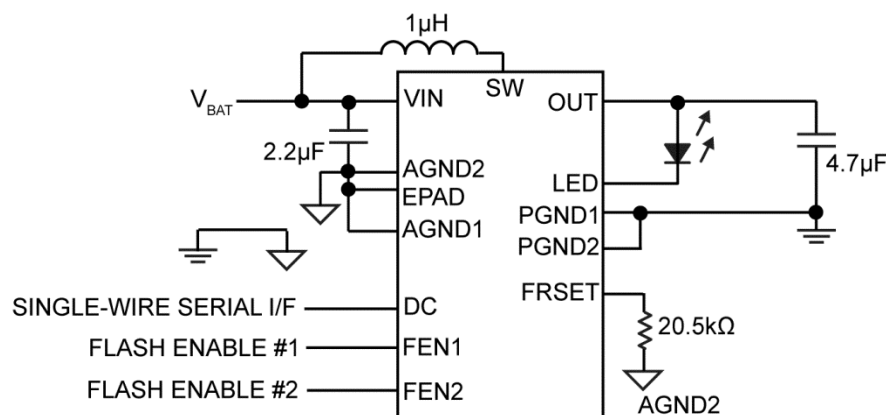 1µH
SW
V_BAT
VIN
OUT
2.2µF
4.7µF
AGND2
LED
EPAD
PGND1
AGND1
PGND2
FRSET
SINGLE-WIRE SERIAL I/F
DC
20.5kΩ
FLASH ENABLE #1
FEN1
FLASH ENABLE #2
FEN2
AGND2